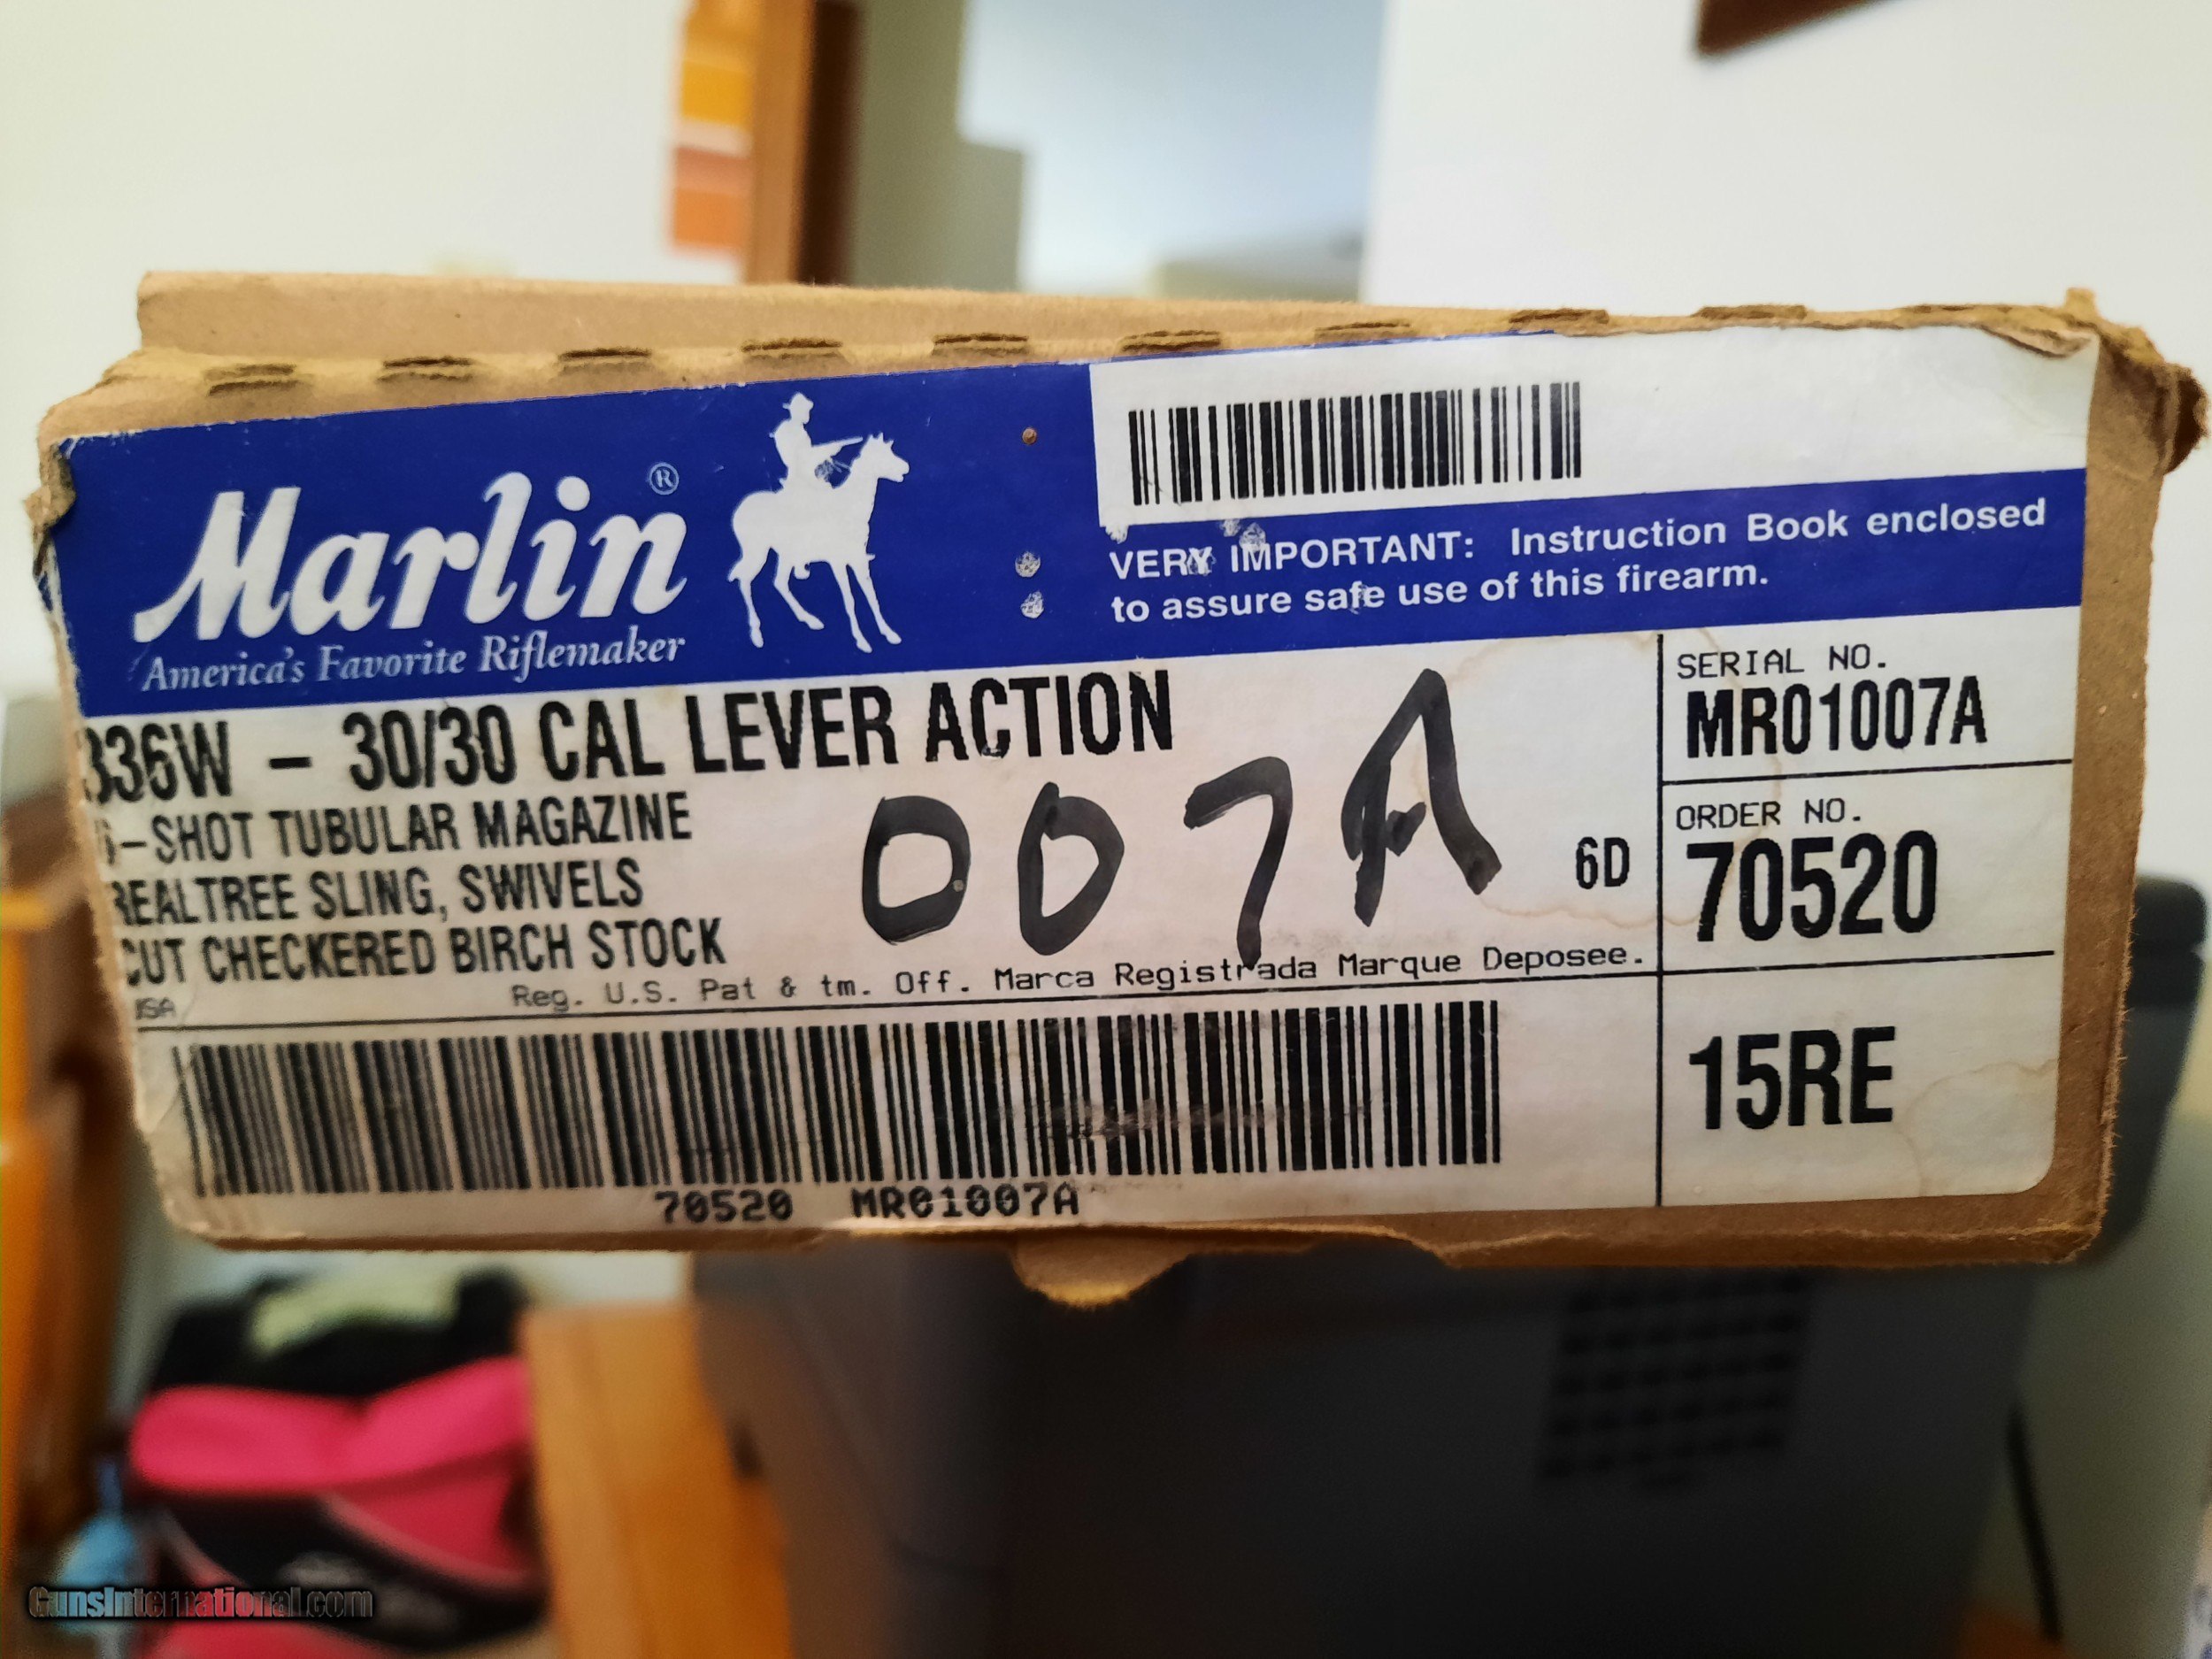 Marlin®
America's Favorite Riflemaker
VERY IMPORTANT: Instruction Book enclosed
to assure safe use of this firearm.
336W – 30/30 CAL LEVER ACTION
-SHOT TUBULAR MAGAZINE
REALTREE SLING, SWIVELS
CUT CHECKERED BIRCH STOCK
USA
Reg. U.S. Pat & tm. Off. Marca Registrada Marque Deposee.
007A
6D
SERIAL NO.
MR01007A
ORDER NO.
70520
15RE
70520 MR01007A
GunsInternational.com